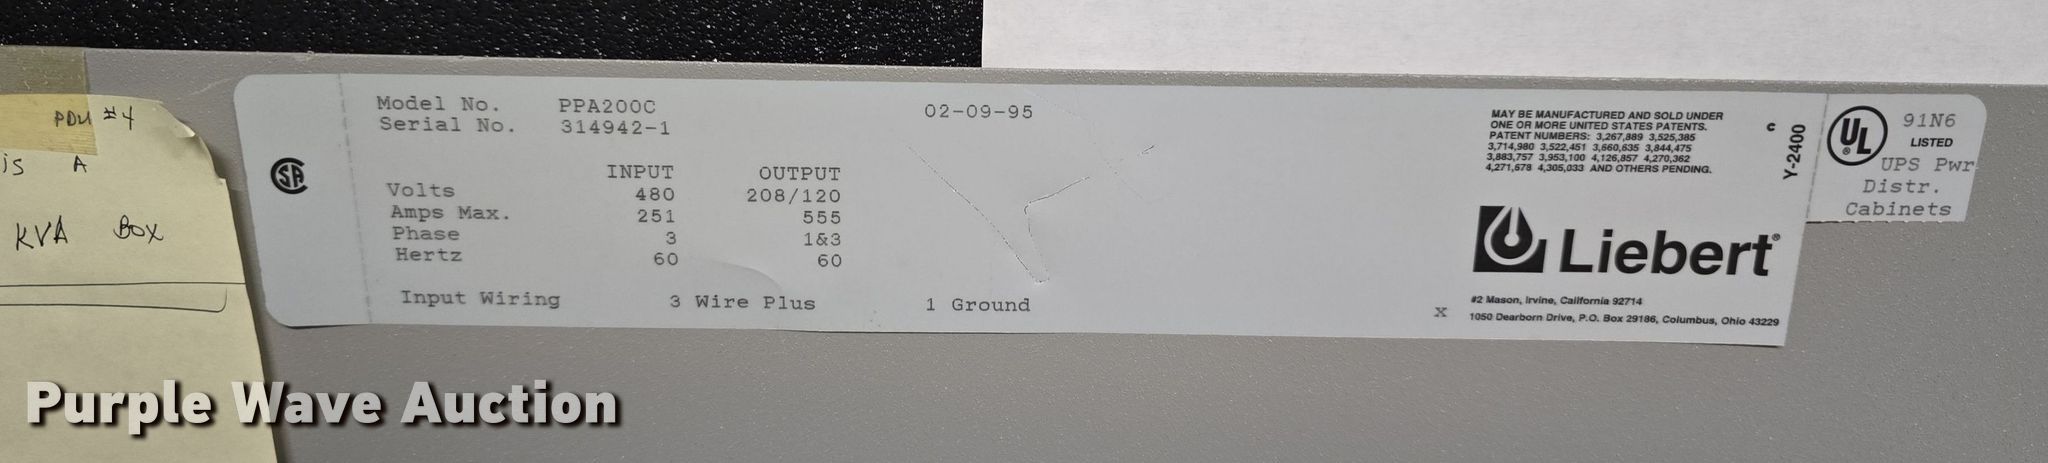 PDU #4
is A
KVA BOX
SA
Model No. PPA200C 02-09-95
Serial No. 314942-1
INPUT OUTPUT
Volts 480 208/120
Amps Max. 251 555
Phase 3 1&3
Hertz 60 60
Input Wiring 3 Wire Plus 1 Ground
MAY BE MANUFACTURED AND SOLD UNDER
ONE OR MORE UNITED STATES PATENTS.
PATENT NUMBERS: 3,267,889 3,525,385
3,714,980 3,522,451 3,660,635 3,844,475
3,883,757 3,953,100 4,126,857 4,270,362
4,271,678 4,305,033 AND OTHERS PENDING.
c
Y-2400
Liebert®
#2 Mason, Irvine, California 92714
X 1050 Dearborn Drive, P.O. Box 29186, Columbus, Ohio 43229
UL® 91N6
LISTED
UPS Pwr
Distr.
Cabinets
Purple Wave Auction